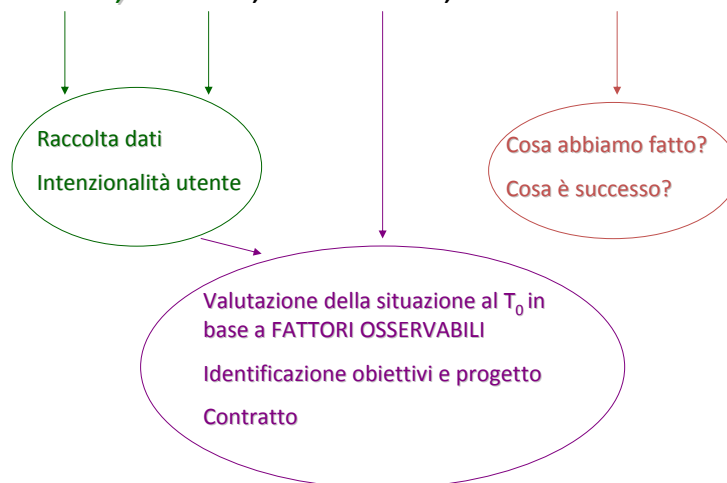 Raccolta dati
Intenzionalità utente
Cosa abbiamo fatto?
Cosa è successo?
Valutazione della situazione al T₀ in
base a FATTORI OSSERVABILI
Identificazione obiettivi e progetto
Contratto